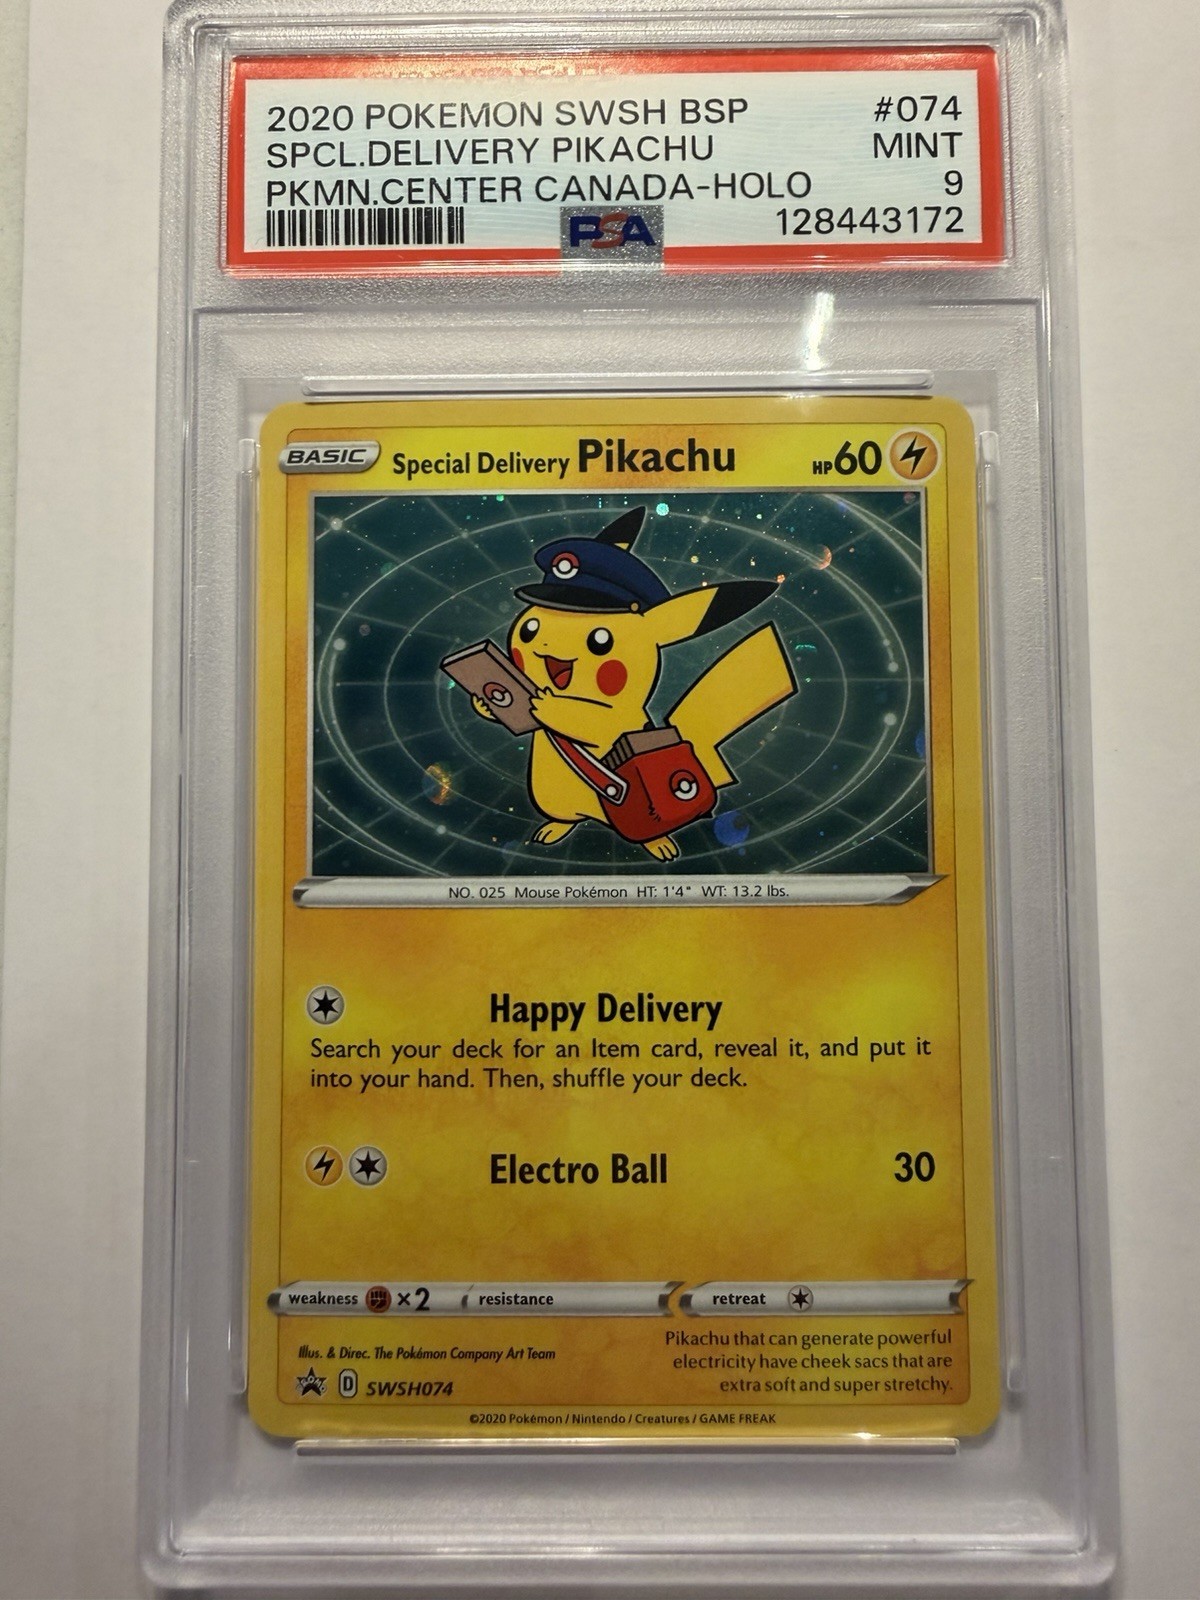 2020 POKEMON SWSH BSP #074
SPCL.DELIVERY PIKACHU MINT
PKMN.CENTER CANADA-HOLO 9
PSA 128443172
BASIC Special Delivery Pikachu HP60
NO. 025 Mouse Pokémon HT: 1'4" WT: 13.2 lbs.
Happy Delivery
Search your deck for an Item card, reveal it, and put it
into your hand. Then, shuffle your deck.
Electro Ball 30
weakness ×2 resistance retreat
Illus. & Direc. The Pokémon Company Art Team
PROMO D SWSH074
Pikachu that can generate powerful
electricity have cheek sacs that are
extra soft and super stretchy.
©2020 Pokémon / Nintendo / Creatures / GAME FREAK